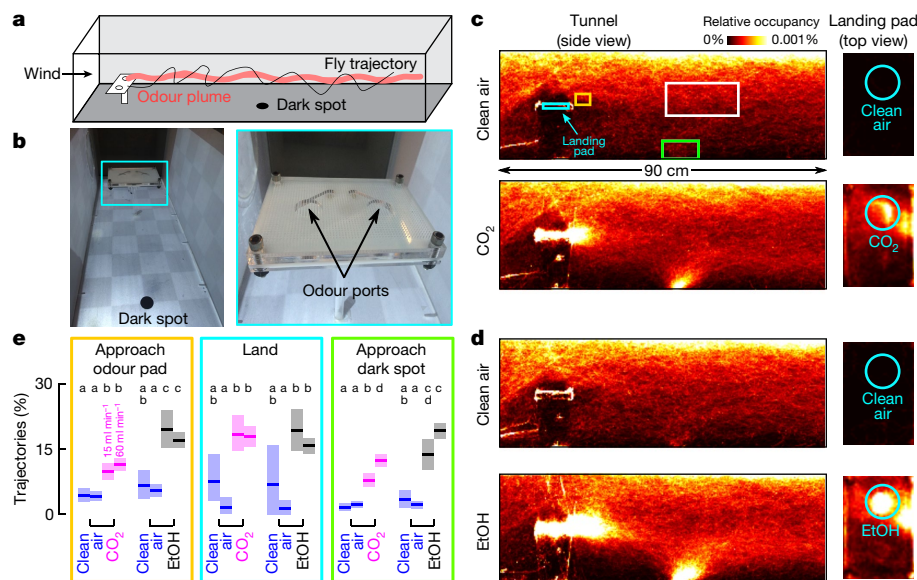 a
Wind
Fly trajectory
Odour plume
Dark spot
b
Dark spot
Odour ports
c
Tunnel
(side view)
Relative occupancy
0%
0.001%
Landing pad
(top view)
Clean air
Landing
pad
Clean
air
90 cm
CO2
CO2
d
Clean air
Clean
air
EtOH
EtOH
e
Approach
odour pad
Land
Approach
dark spot
Trajectories (%)
30
15
0
a a b b a a c c
b
a a b b a a b b
b b
a a b d a a c c
b d
15 ml min−1
60 ml min−1
Clean
air
CO2
Clean
air
EtOH
Clean
air
CO2
Clean
air
EtOH
Clean
air
CO2
Clean
air
EtOH